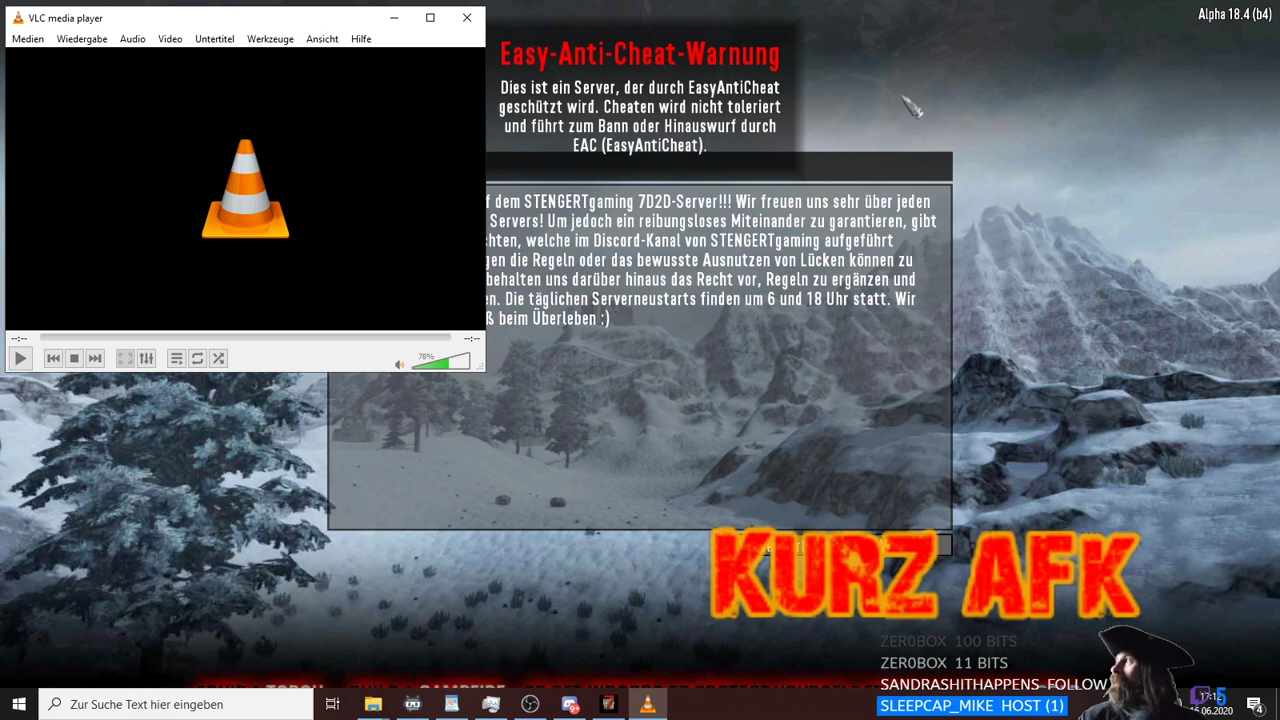 VLC media player
Medien Wiedergabe Audio Video Untertitel Werkzeuge Ansicht Hilfe
--:-- --:--
78%
Alpha 18.4 (b4)
Easy-Anti-Cheat-Warnung
Dies ist ein Server, der durch EasyAntiCheat
geschützt wird. Cheaten wird nicht toleriert
und führt zum Bann oder Hinauswurf durch
EAC (EasyAntiCheat).
f dem STENGERTgaming 7D2D-Server!!! Wir freuen uns sehr über jeden
Servers! Um jedoch ein reibungsloses Miteinander zu garantieren, gibt
chten, welche im Discord-Kanal von STENGERTgaming aufgeführt
gen die Regeln oder das bewusste Ausnutzen von Lücken können zu
behalten uns darüber hinaus das Recht vor, Regeln zu ergänzen und
en. Die täglichen Serverneustarts finden um 6 und 18 Uhr statt. Wir
ß beim Überleben :)
KURZ AFK
ZER0BOX 100 BITS
ZER0BOX 11 BITS
SANDRASHITHAPPENS_ FOLLOW
SLEEPCAP_MIKE HOST (1)
Zur Suche Text hier eingeben
16.06.2020
4